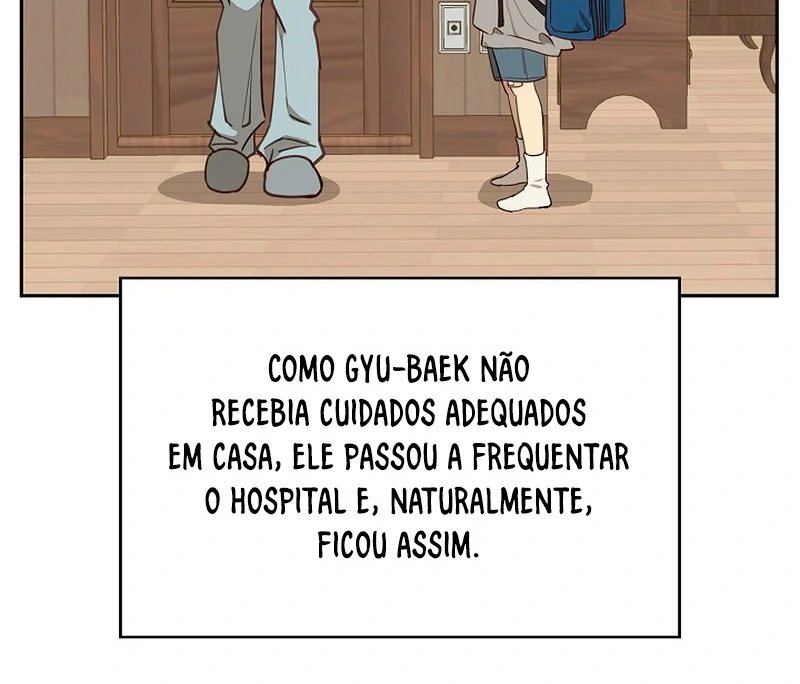 COMO GYU-BAEK NÃO
RECEBIA CUIDADOS ADEQUADOS
EM CASA, ELE PASSOU A FREQUENTAR
O HOSPITAL E, NATURALMENTE,
FICOU ASSIM.